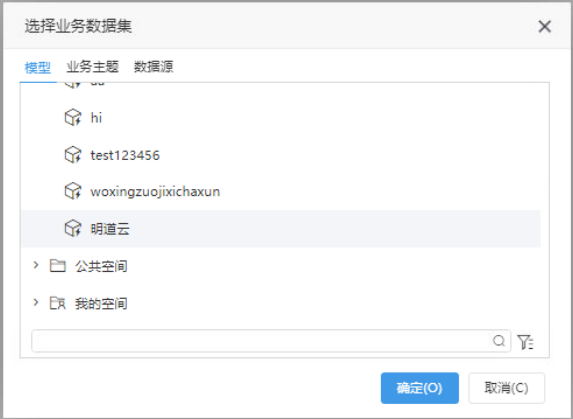 选择业务数据集
模型 业务主题 数据源
hi
test123456
woxingzuojixichaxun
明道云
公共空间
我的空间
确定(O) 取消(C)